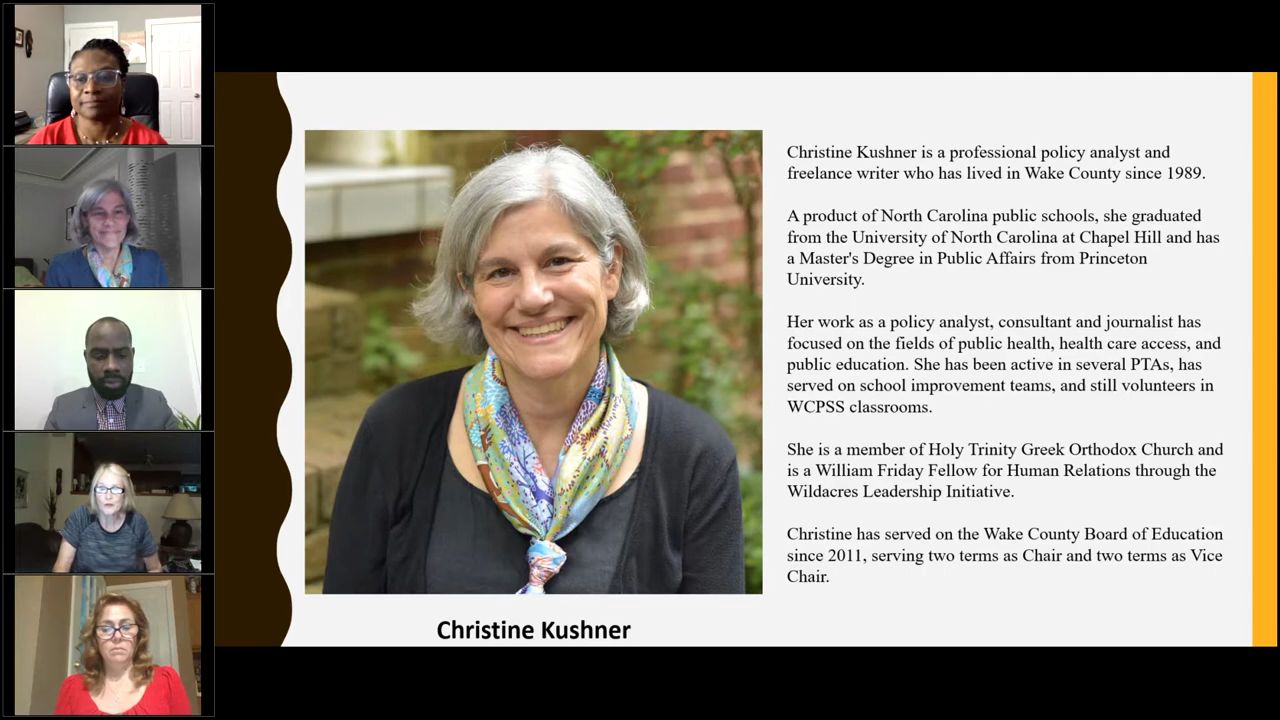 Christine Kushner is a professional policy analyst and
freelance writer who has lived in Wake County since 1989.
A product of North Carolina public schools, she graduated
from the University of North Carolina at Chapel Hill and has
a Master's Degree in Public Affairs from Princeton
University.
Her work as a policy analyst, consultant and journalist has
focused on the fields of public health, health care access, and
public education. She has been active in several PTAs, has
served on school improvement teams, and still volunteers in
WCPSS classrooms.
She is a member of Holy Trinity Greek Orthodox Church and
is a William Friday Fellow for Human Relations through the
Wildacres Leadership Initiative.
Christine has served on the Wake County Board of Education
since 2011, serving two terms as Chair and two terms as Vice
Chair.
Christine Kushner